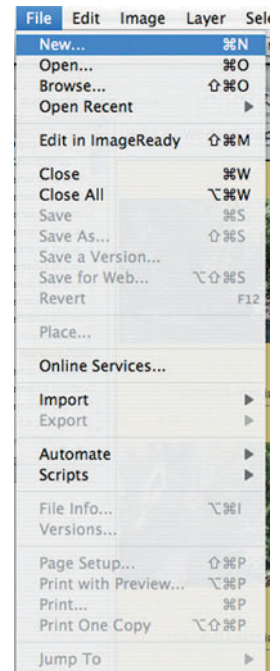 File Edit Image Layer
New... ⌘N
Open... ⌘O
Browse... ⇧⌘O
Open Recent ▶
Edit in ImageReady ⇧⌘M
Close ⌘W
Close All ⌥⌘W
Save ⌘S
Save As... ⇧⌘S
Save a Version...
Save for Web... ⌥⇧⌘S
Revert F12
Place...
Online Services...
Import ▶
Export ▶
Automate ▶
Scripts ▶
File Info... ⌥⌘I
Versions...
Page Setup... ⇧⌘P
Print with Preview... ⌥⌘P
Print... ⌘P
Print One Copy ⌥⇧⌘P
Jump To ▶